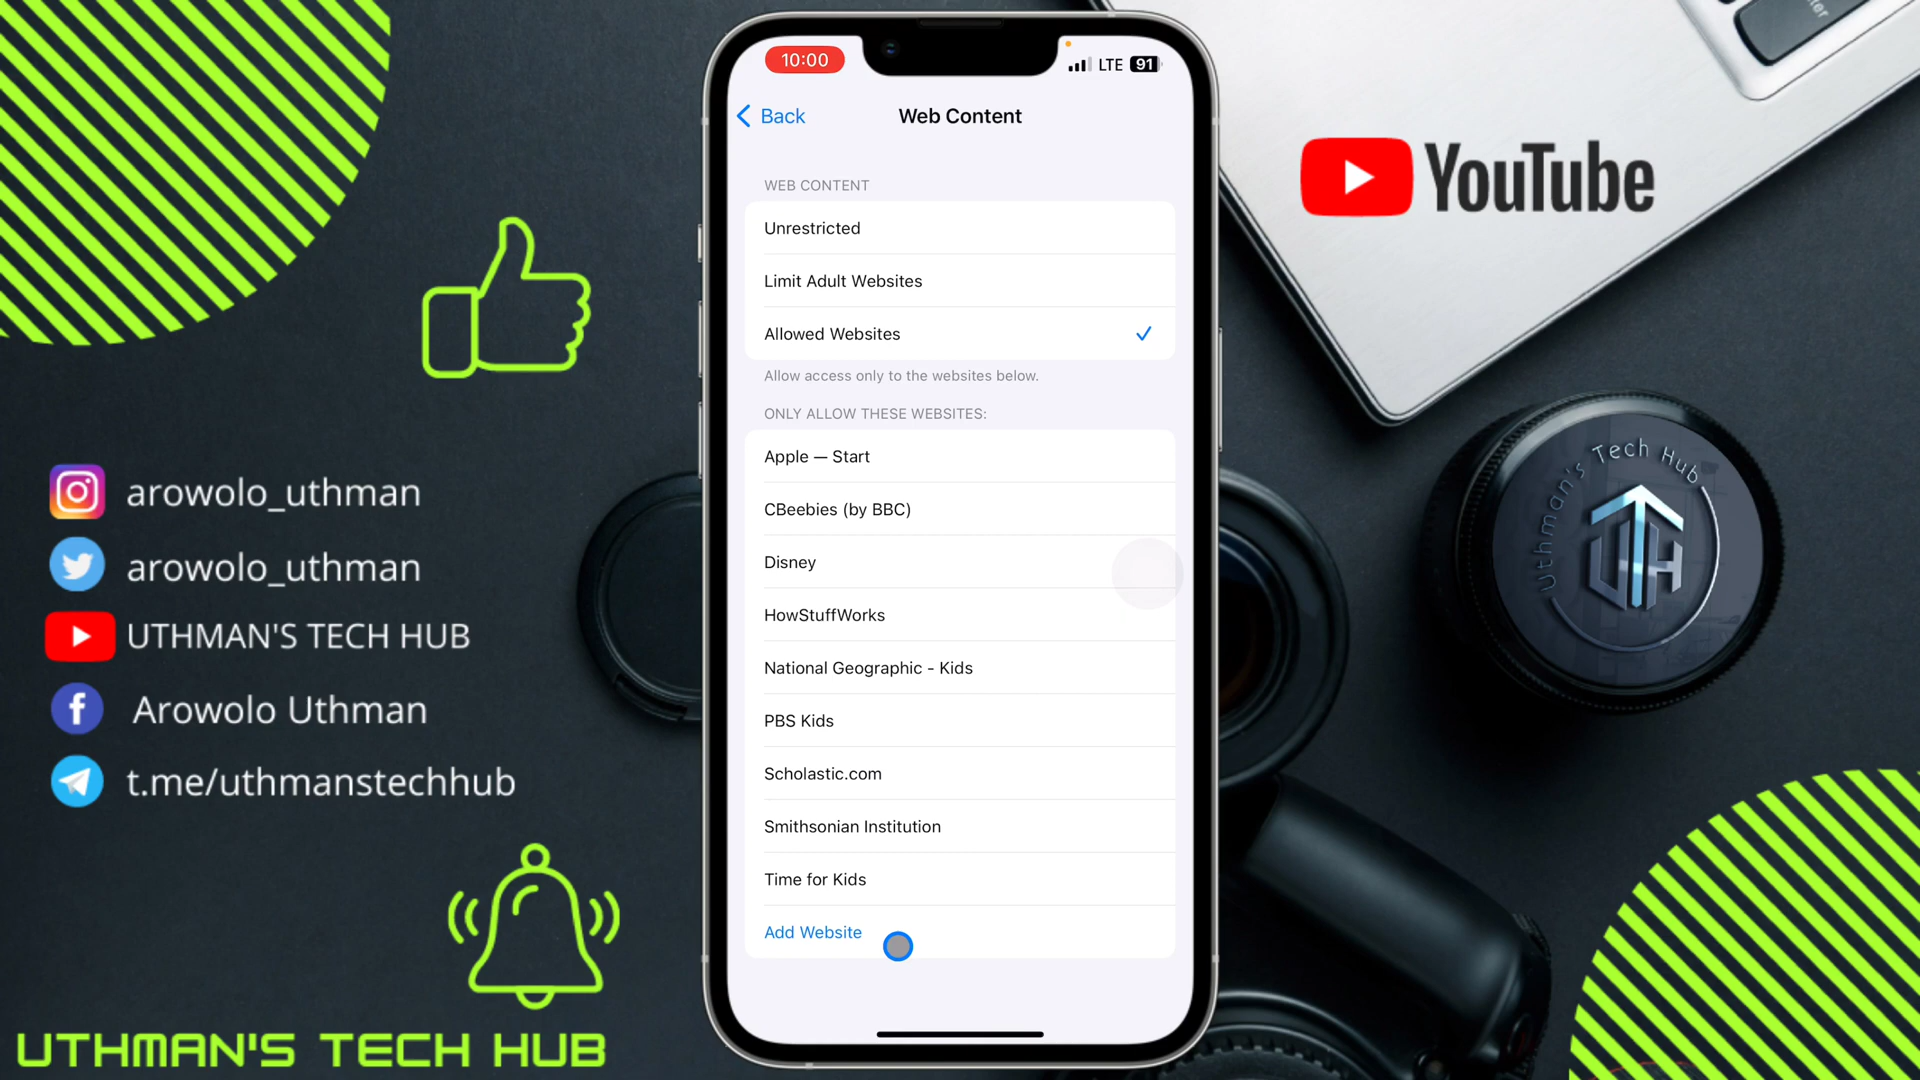 10:00
LTE 91
Back
Web Content
WEB CONTENT
Unrestricted
Limit Adult Websites
Allowed Websites
Allow access only to the websites below.
ONLY ALLOW THESE WEBSITES:
Apple — Start
CBeebies (by BBC)
Disney
HowStuffWorks
National Geographic - Kids
PBS Kids
Scholastic.com
Smithsonian Institution
Time for Kids
Add Website
YouTube
Uthman's Tech Hub
UTH
arowolo_uthman
arowolo_uthman
UTHMAN'S TECH HUB
Arowolo Uthman
t.me/uthmanstechhub
UTHMAN'S TECH HUB